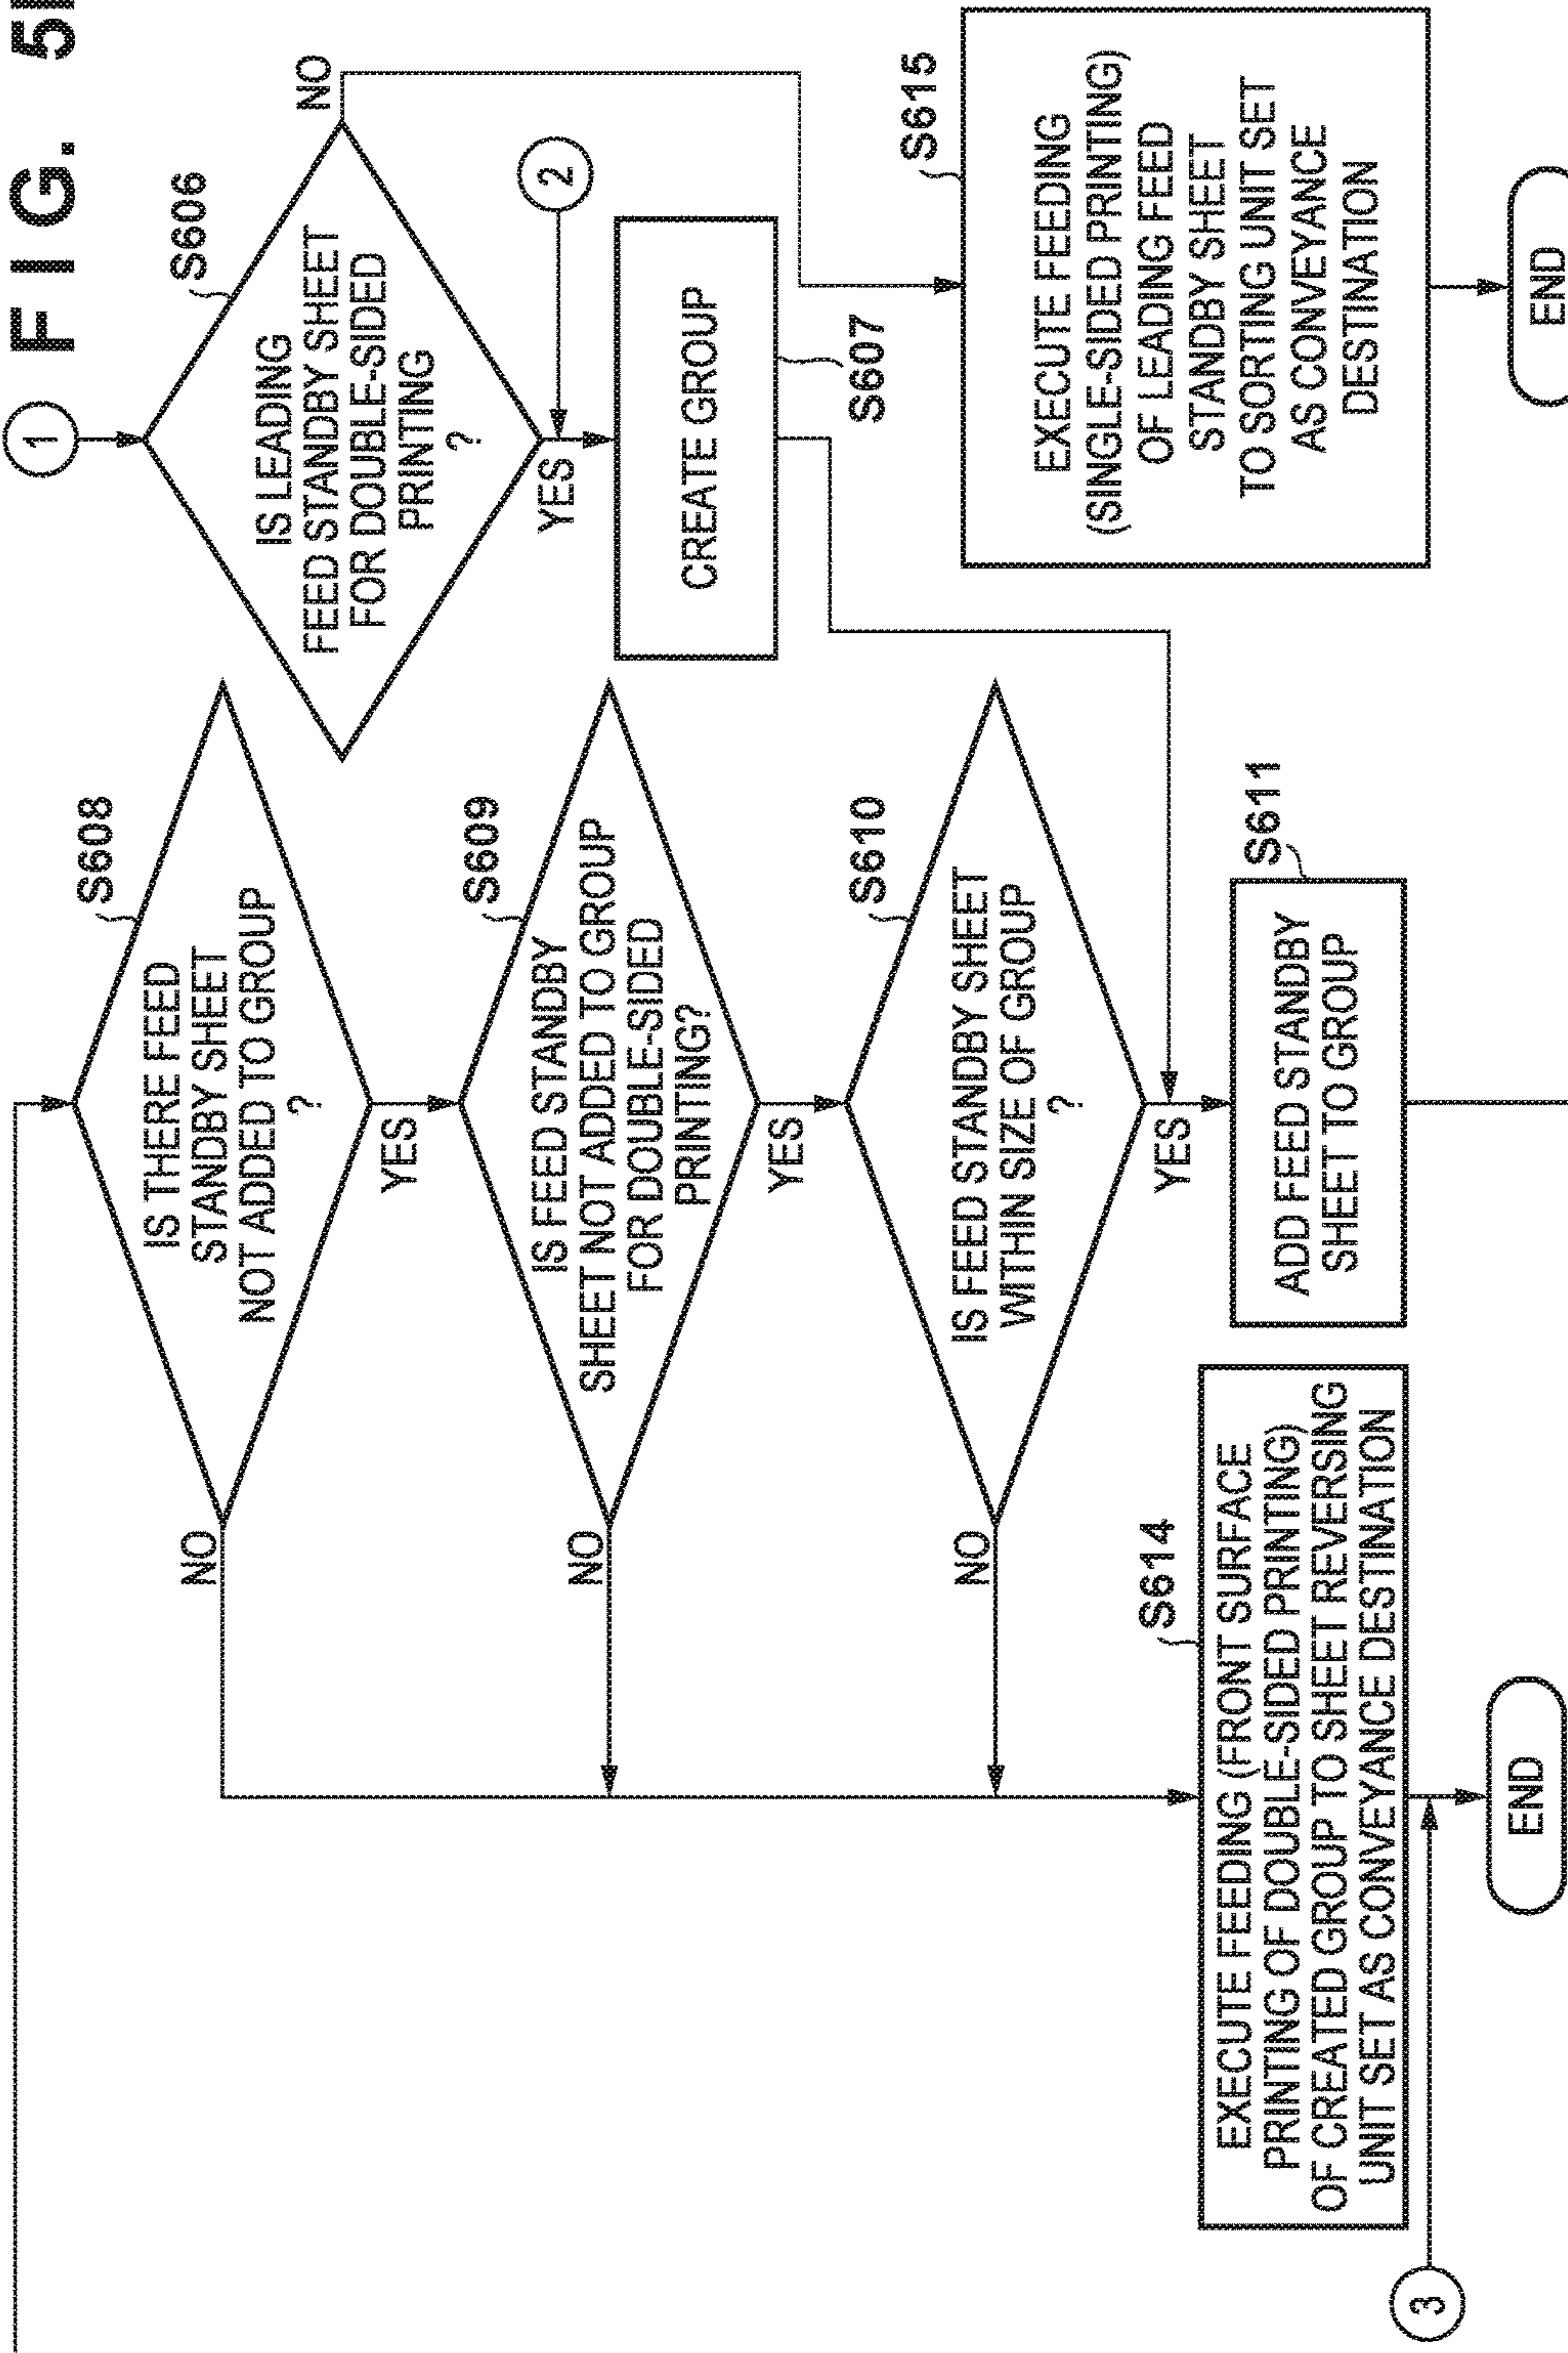 FIG. 5
1
S606
IS LEADING
FEED STANDBY SHEET
FOR DOUBLE-SIDED
PRINTING
?
NO
YES
2
CREATE GROUP
S607
S608
IS THERE FEED
STANDBY SHEET
NOT ADDED TO GROUP
?
NO
YES
S609
IS FEED STANDBY
SHEET NOT ADDED TO GROUP
FOR DOUBLE-SIDED
PRINTING?
NO
YES
S610
IS FEED STANDBY SHEET
WITHIN SIZE OF GROUP
?
NO
YES
S611
ADD FEED STANDBY
SHEET TO GROUP
S614
EXECUTE FEEDING (FRONT SURFACE
PRINTING OF DOUBLE-SIDED PRINTING)
OF CREATED GROUP TO SHEET REVERSING
UNIT SET AS CONVEYANCE DESTINATION
3
END
S615
EXECUTE FEEDING
(SINGLE-SIDED PRINTING)
OF LEADING FEED
STANDBY SHEET
TO SORTING UNIT SET
AS CONVEYANCE
DESTINATION
END